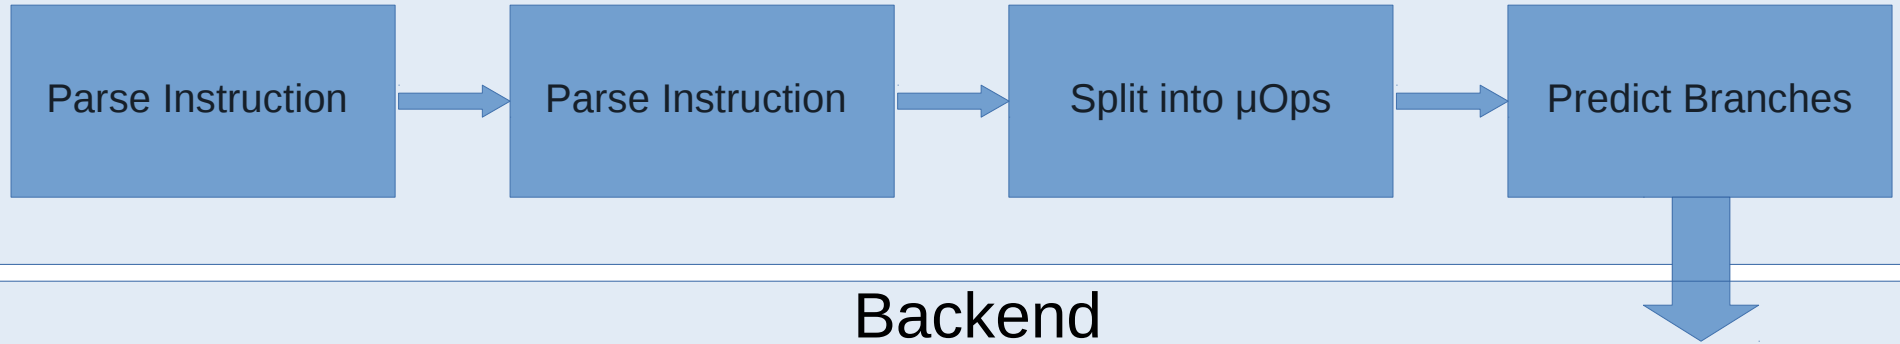 Parse Instruction
Parse Instruction
Split into μOps
Predict Branches
Backend